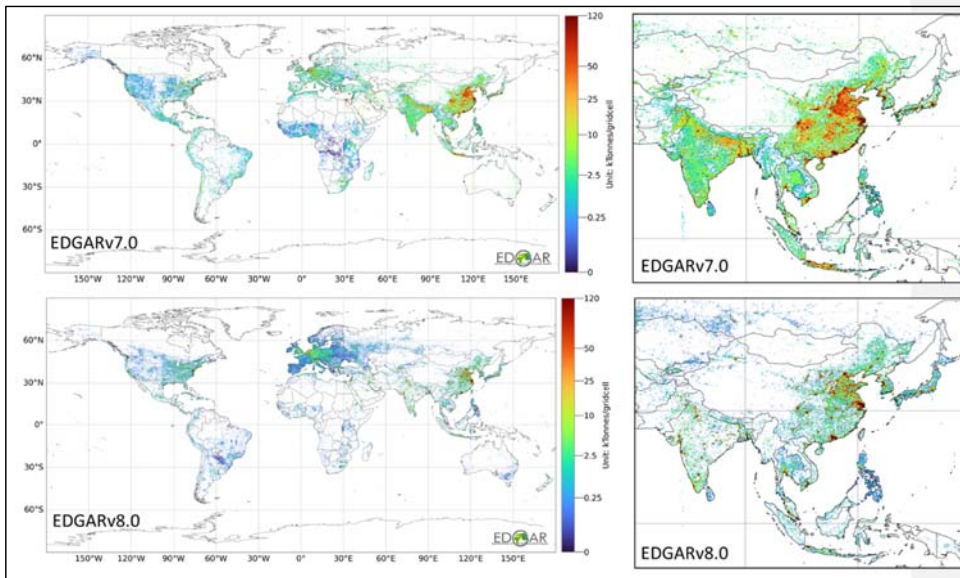 120
50
25
10
2.5
0.25
0
Unit: kTonnes/gridcell
60°N
30°N
0°
30°S
60°S
150°W 120°W 90°W 60°W 30°W 0° 30°E 60°E 90°E 120°E 150°E
EDGARv7.0
EDGAR
EDGARv7.0
120
50
25
10
2.5
0.25
0
Unit: kTonnes/gridcell
60°N
30°N
0°
30°S
60°S
150°W 120°W 90°W 60°W 30°W 0° 30°E 60°E 90°E 120°E 150°E
EDGARv8.0
EDGAR
EDGARv8.0